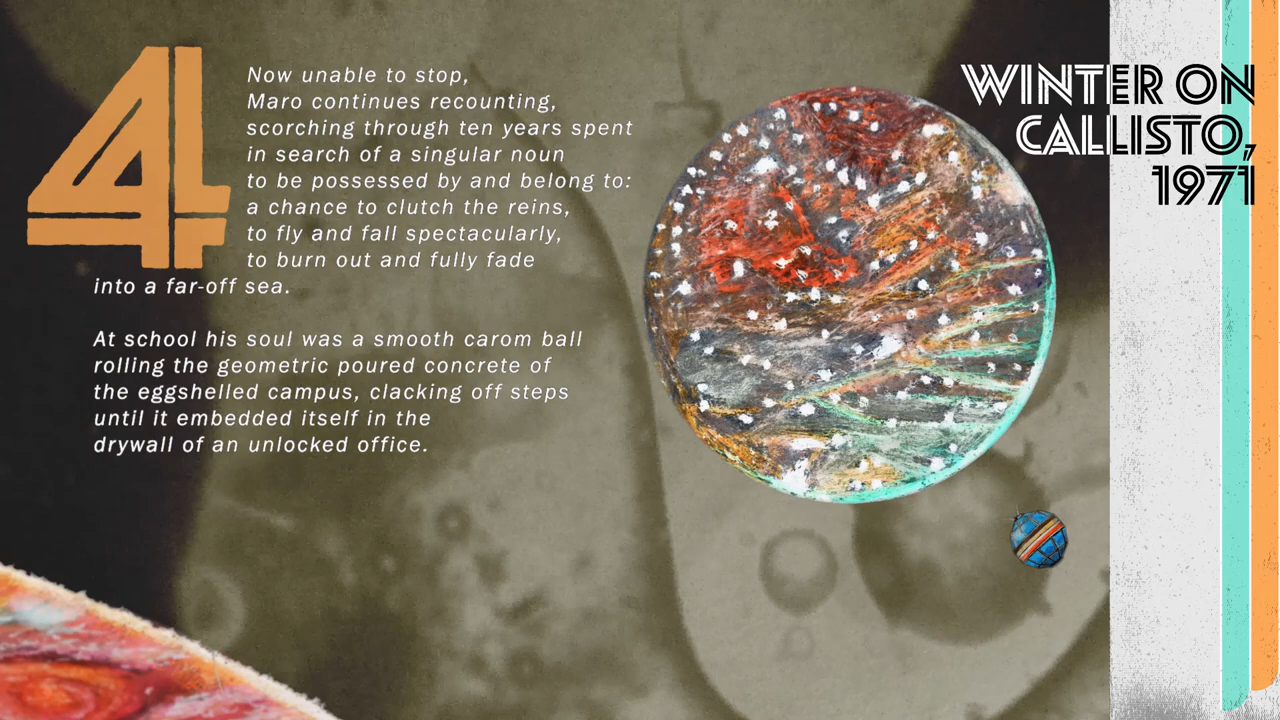 4
Now unable to stop,
Maro continues recounting,
scorching through ten years spent
in search of a singular noun
to be possessed by and belong to:
a chance to clutch the reins,
to fly and fall spectacularly,
to burn out and fully fade
into a far-off sea.
At school his soul was a smooth carom ball
rolling the geometric poured concrete of
the eggshelled campus, clacking off steps
until it embedded itself in the
drywall of an unlocked office.
WINTER ON
CALLISTO,
1971